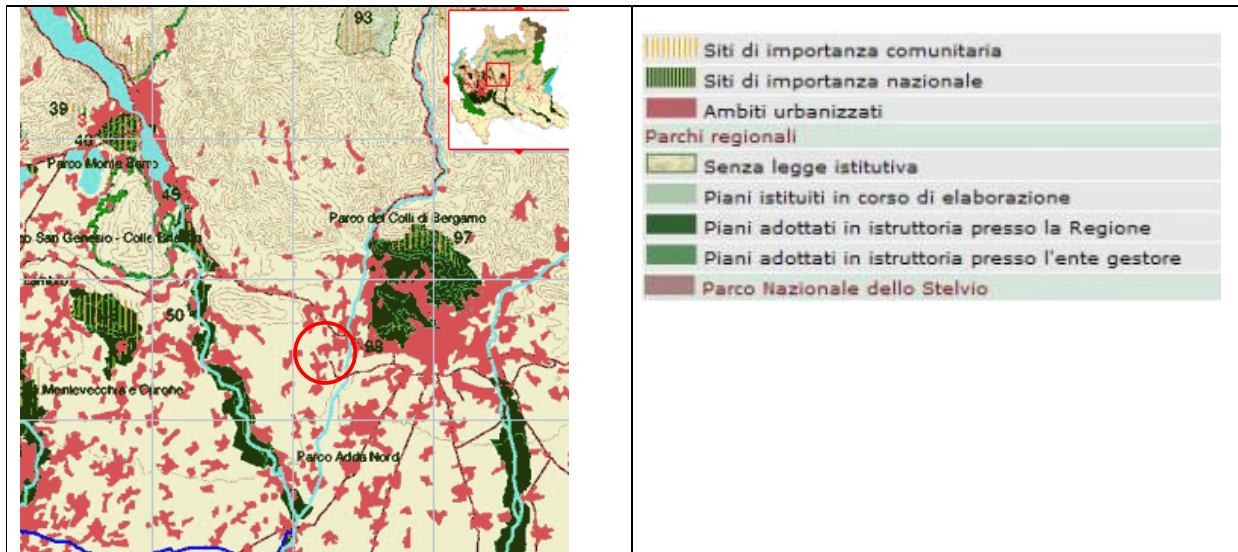 93
4
39
3
Parco Monte Barro
49
Parco dei Colli di Bergamo
97
San Genesio - Colle
50
98
Montevecchia e Curone
Parco Adda Nord
Siti di importanza comunitaria
Siti di importanza nazionale
Ambiti urbanizzati
Parchi regionali
Senza legge istitutiva
Piani istituiti in corso di elaborazione
Piani adottati in istruttoria presso la Regione
Piani adottati in istruttoria presso l'ente gestore
Parco Nazionale dello Stelvio